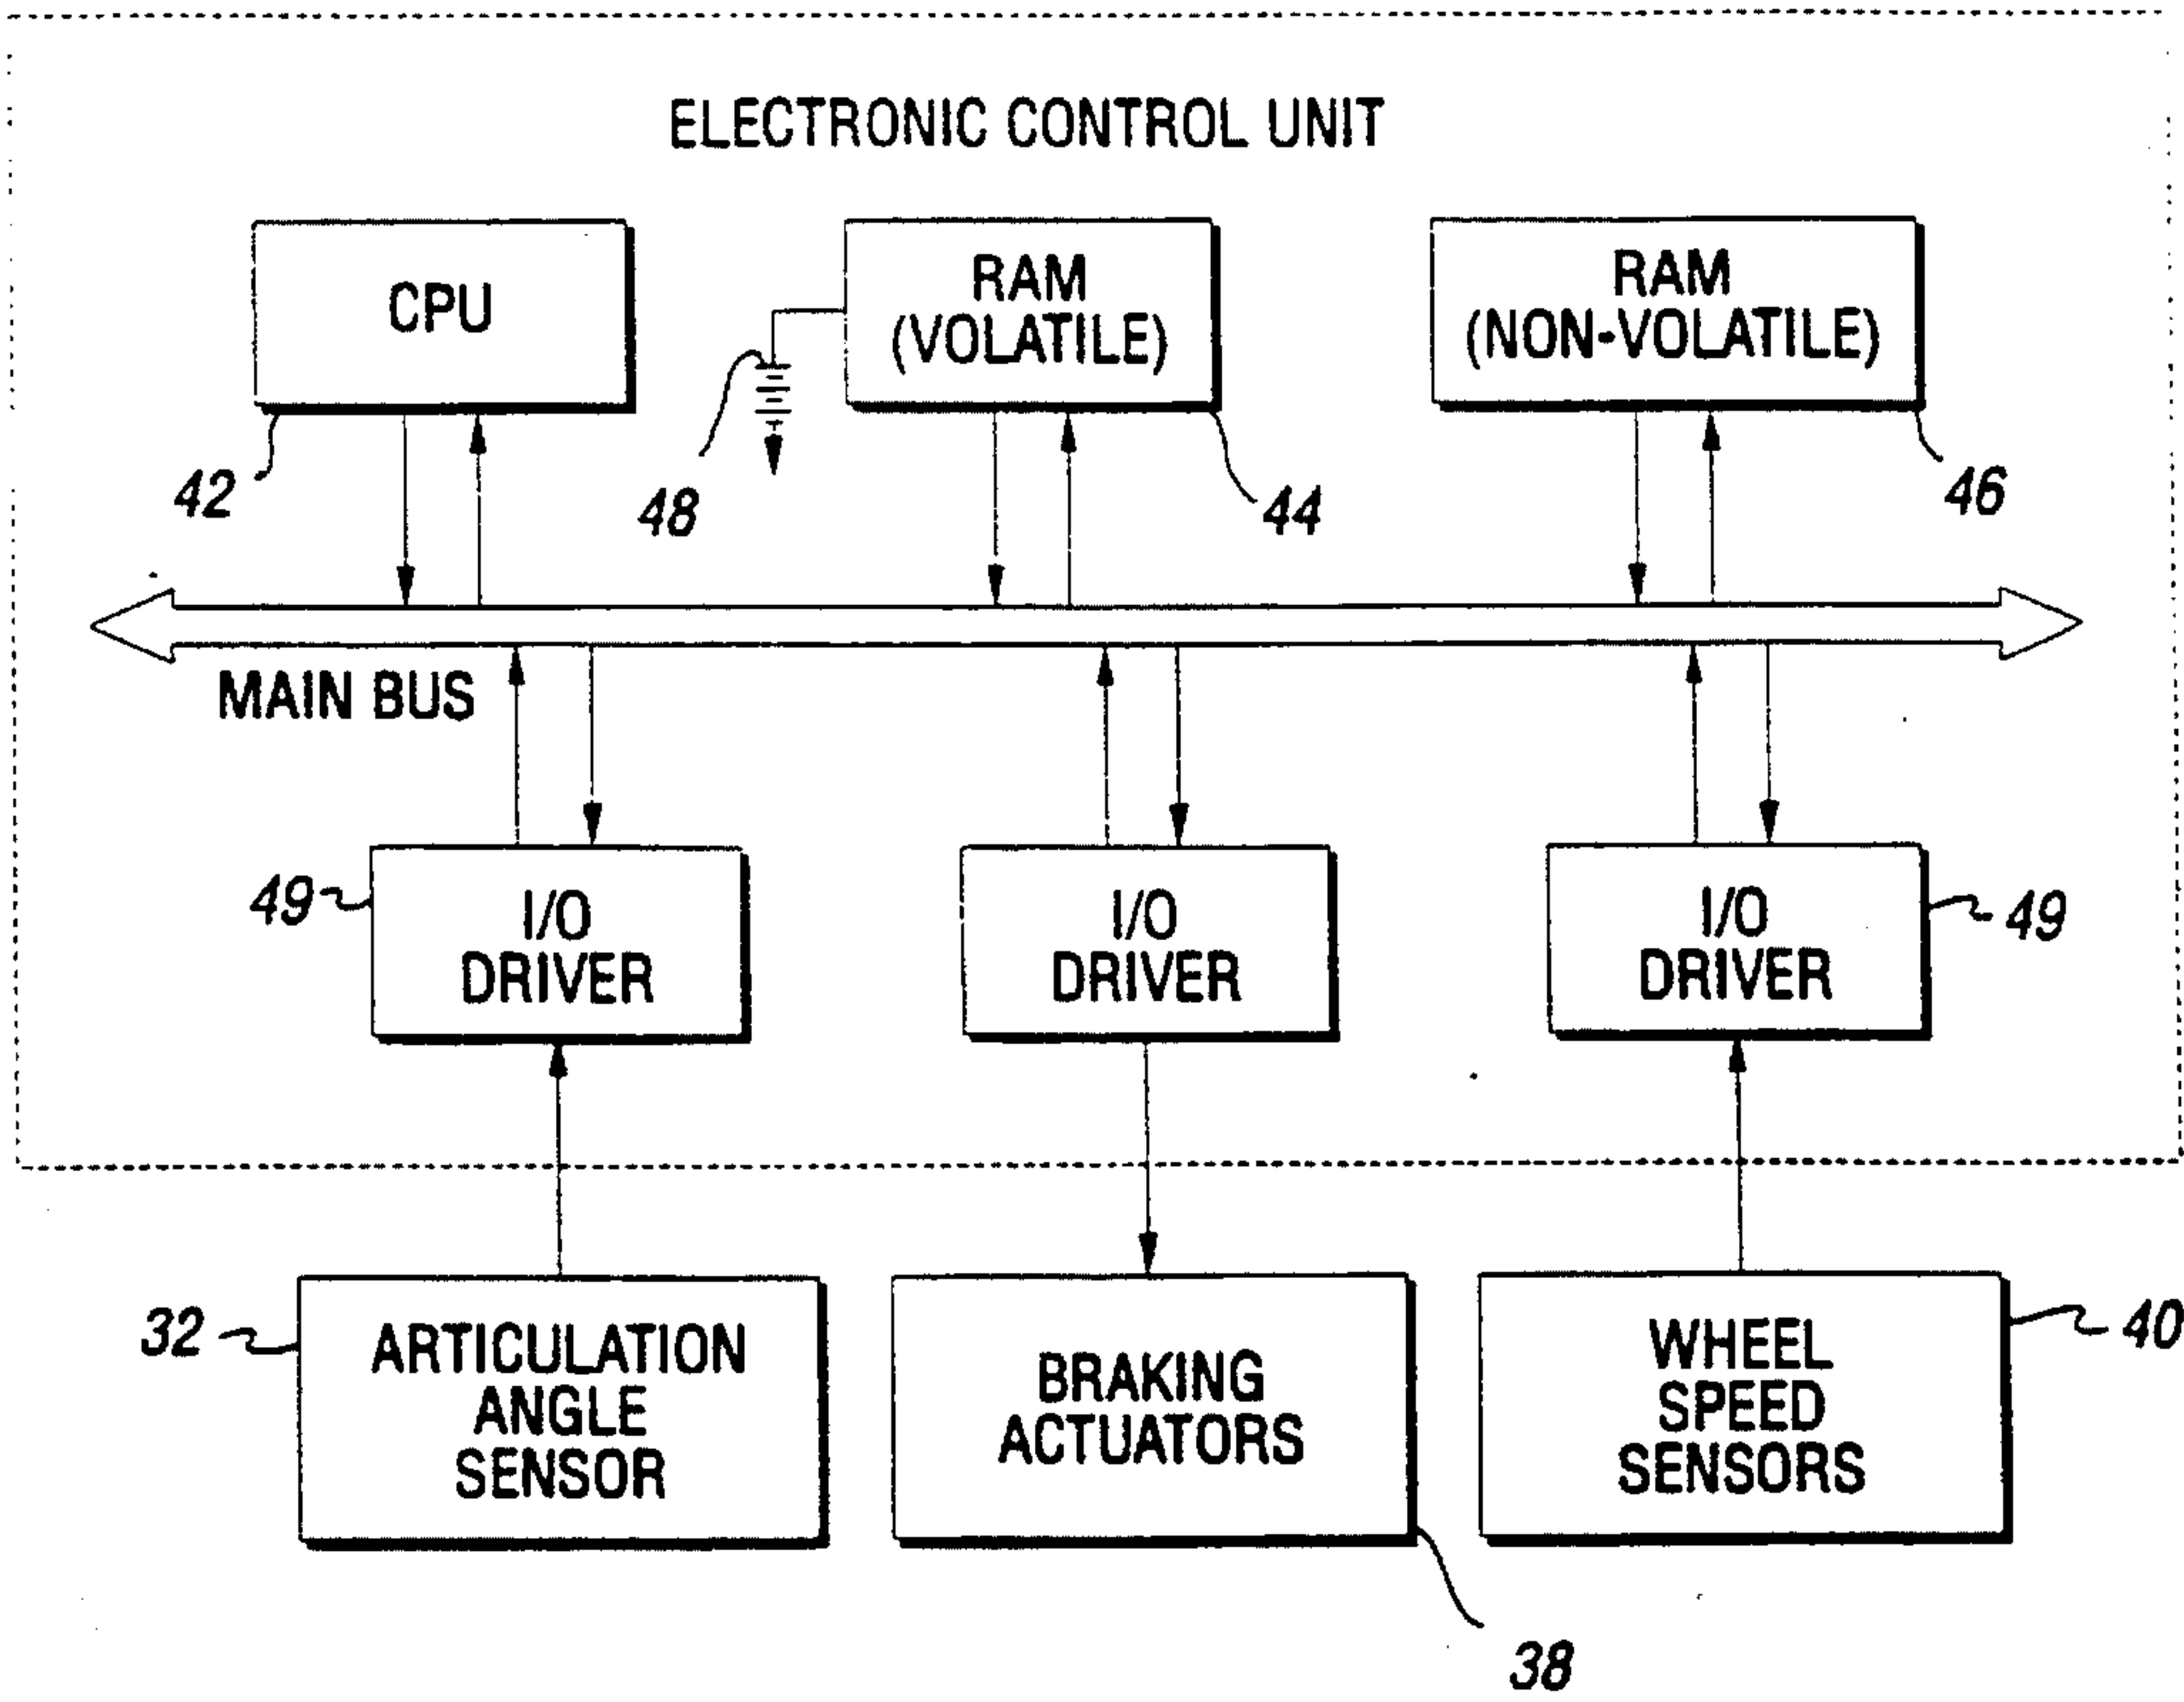 ELECTRONIC CONTROL UNIT
CPU
RAM
(VOLATILE)
RAM
(NON-VOLATILE)
42
48
44
46
MAIN BUS
49
I/O
DRIVER
I/O
DRIVER
I/O
DRIVER
49
32
ARTICULATION
ANGLE
SENSOR
BRAKING
ACTUATORS
WHEEL
SPEED
SENSORS
40
38